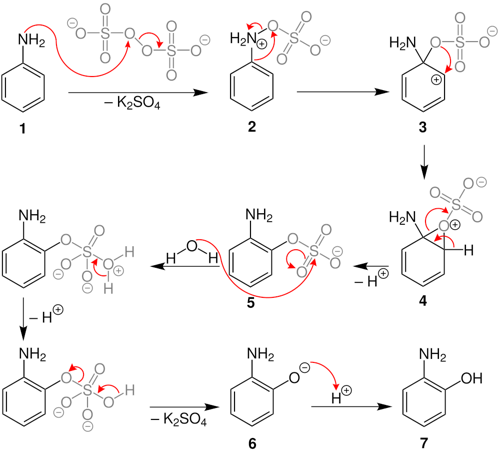 NH2
⊖ O S O O O
O S O O O ⊖
– K2SO4
1
H2N ⊕ O S O O O ⊖
2
H2N O S O O O ⊖ ⊕
3
H2N O ⊕ S O O O ⊖ H
4
– H⊕
NH2 O S O O O ⊖
5
H O H
NH2 O S O O ⊖ O ⊖ O ⊕ H H
– H⊕
NH2 O S O O ⊖ O ⊖ O H
– K2SO4
NH2 O ⊖
6
H⊕
NH2 OH
7